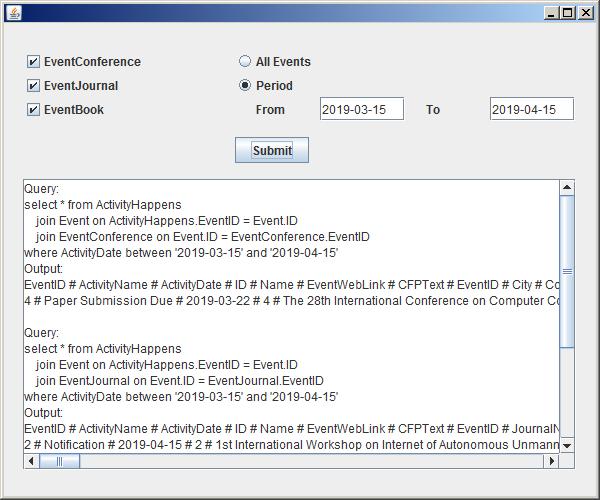 EventConference All Events
EventJournal Period
EventBook From 2019-03-15 To 2019-04-15
Submit
Query:
select * from ActivityHappens
join Event on ActivityHappens.EventID = Event.ID
join EventConference on Event.ID = EventConference.EventID
where ActivityDate between '2019-03-15' and '2019-04-15'
Output:
EventID # ActivityName # ActivityDate # ID # Name # EventWebLink # CFPText # EventID # City # Co
4 # Paper Submission Due # 2019-03-22 # 4 # The 28th International Conference on Computer Co
Query:
select * from ActivityHappens
join Event on ActivityHappens.EventID = Event.ID
join EventJournal on Event.ID = EventJournal.EventID
where ActivityDate between '2019-03-15' and '2019-04-15'
Output:
EventID # ActivityName # ActivityDate # ID # Name # EventWebLink # CFPText # EventID # JournalN
2 # Notification # 2019-04-15 # 2 # 1st International Workshop on Internet of Autonomous Unmann